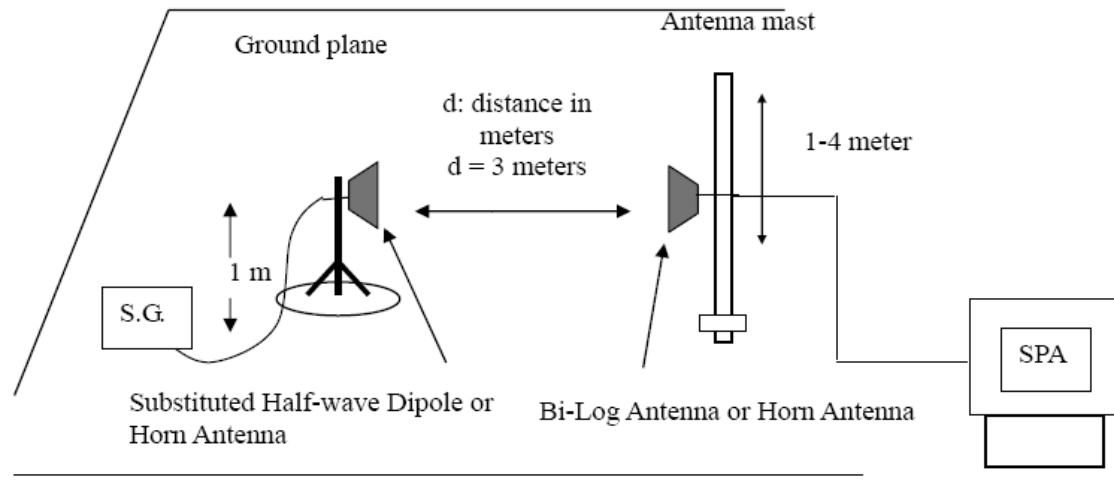 Antenna mast
Ground plane
d: distance in
meters
d = 3 meters
1-4 meter
1 m
S.G.
SPA
Substituted Half-wave Dipole or
Horn Antenna
Bi-Log Antenna or Horn Antenna